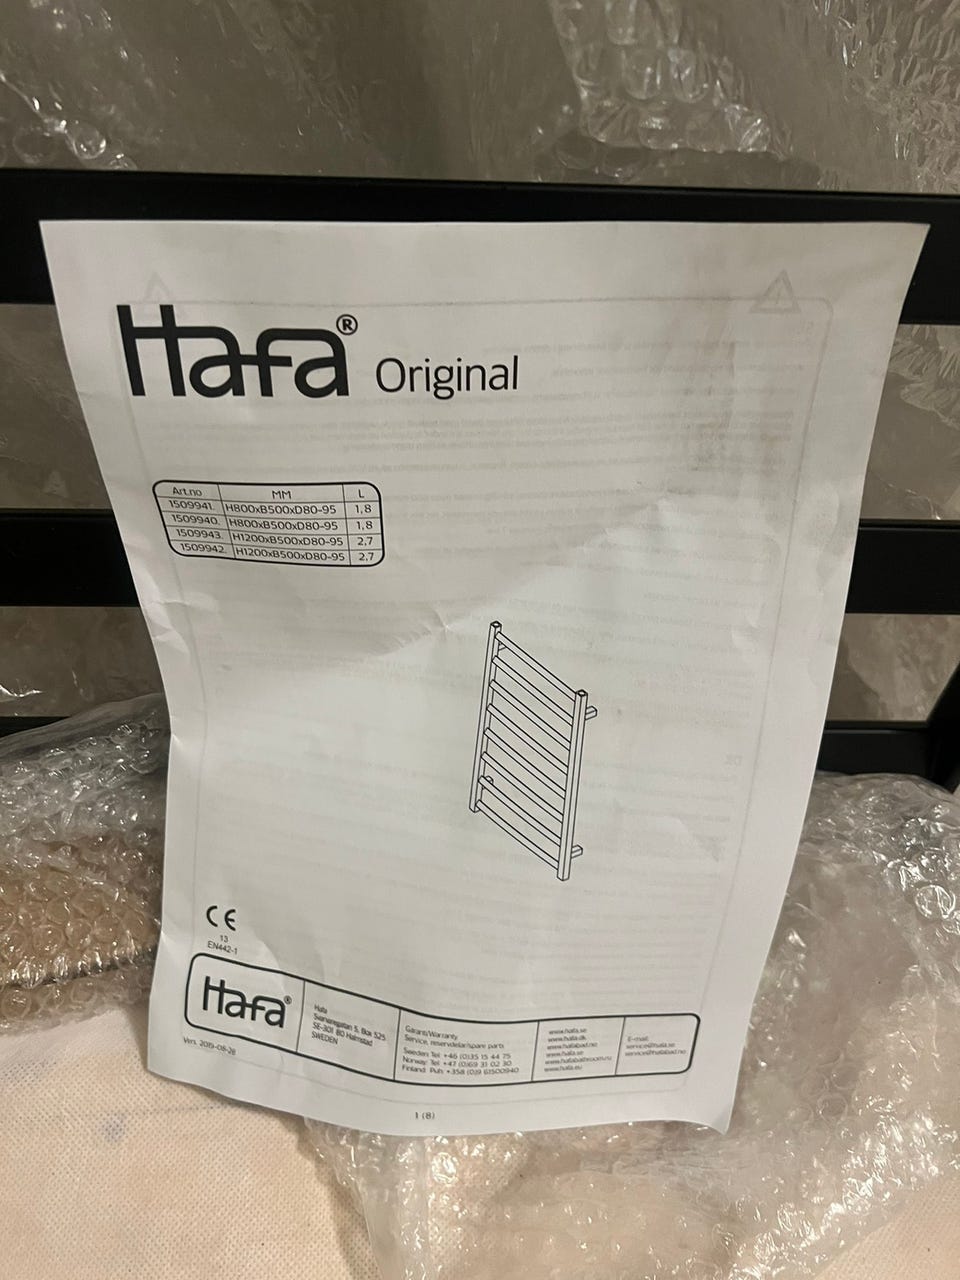 Hafa® Original
Art.no MM L
1509941. H800xB500xD80-95 1,8
1509940. H800xB500xD80-95 1,8
1509943. H1200xB500xD80-95 2,7
1509942. H1200xB500xD80-95 2,7
CE
13
EN442-1
Hafa®
Hafa
Svarvaregatan 5, Box 525
SE-301 80 Halmstad
SWEDEN
Garanti/Warranty
Service, reservdelar/spare parts
Sweden Tel: +46 (0)35 15 44 75
Norway: Tel: +47 (0)69 31 02 30
Finland: Puh: +358 (0)9 61500940
www.hafa.se
www.hafa.dk
www.hafabad.no
www.hafa.se
www.hafabathroom.ru
www.hafa.eu
E-mail:
service@hafa.se
service@hafabad.no
Vers. 2019-08-28
1 (8)